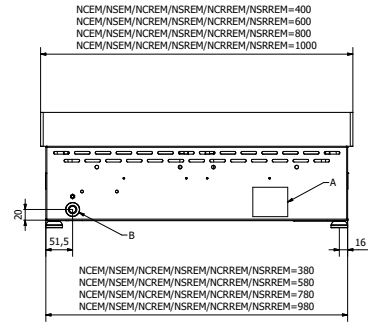 NCEM/NSEM/NCREM/NSREM/NCRREM/NSRREM=400
NCEM/NSEM/NCREM/NSREM/NCRREM/NSRREM=600
NCEM/NSEM/NCREM/NSREM/NCRREM/NSRREM=800
NCEM/NSEM/NCREM/NSREM/NCRREM/NSRREM=1000
A
20
B
51,5
16
NCEM/NSEM/NCREM/NSREM/NCRREM/NSRREM=380
NCEM/NSEM/NCREM/NSREM/NCRREM/NSRREM=580
NCEM/NSEM/NCREM/NSREM/NCRREM/NSRREM=780
NCEM/NSEM/NCREM/NSREM/NCRREM/NSRREM=980